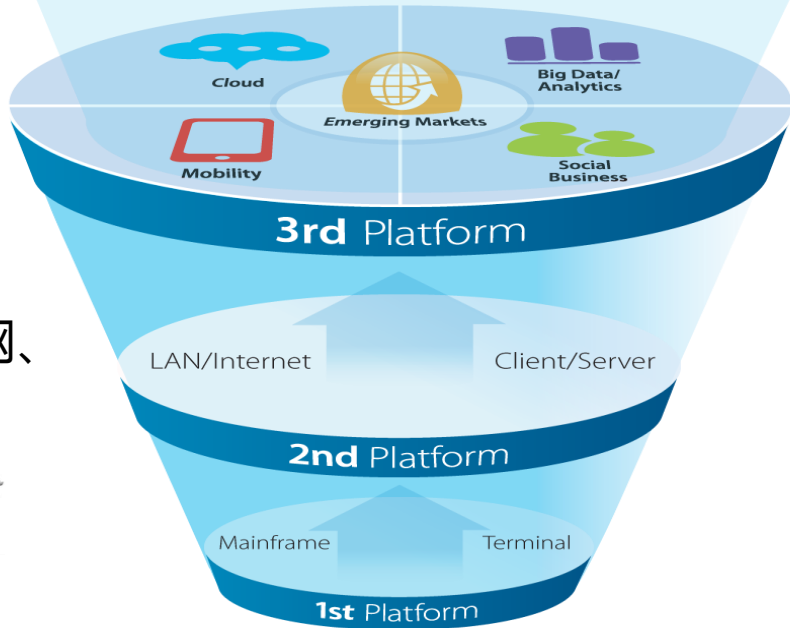 Cloud
Big Data/
Analytics
Emerging Markets
Mobility
Social
Business
3rd Platform
网、
LAN/Internet
Client/Server
2nd Platform
Mainframe
Terminal
1st Platform